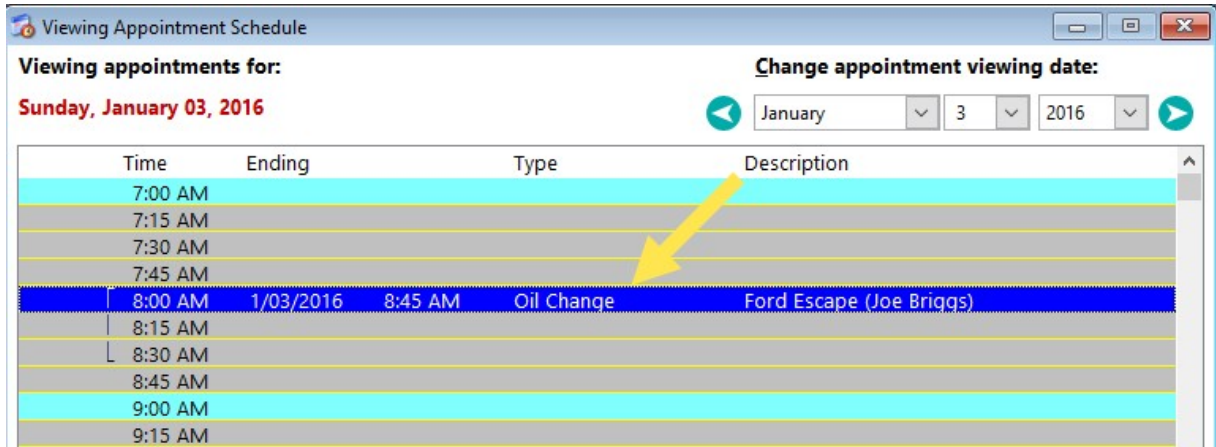 Viewing Appointment Schedule
Viewing appointments for:
Change appointment viewing date:
Sunday, January 03, 2016
January 3 2016
Time Ending Type Description
7:00 AM
7:15 AM
7:30 AM
7:45 AM
8:00 AM 1/03/2016 8:45 AM Oil Change Ford Escape (Joe Briggs)
8:15 AM
8:30 AM
8:45 AM
9:00 AM
9:15 AM